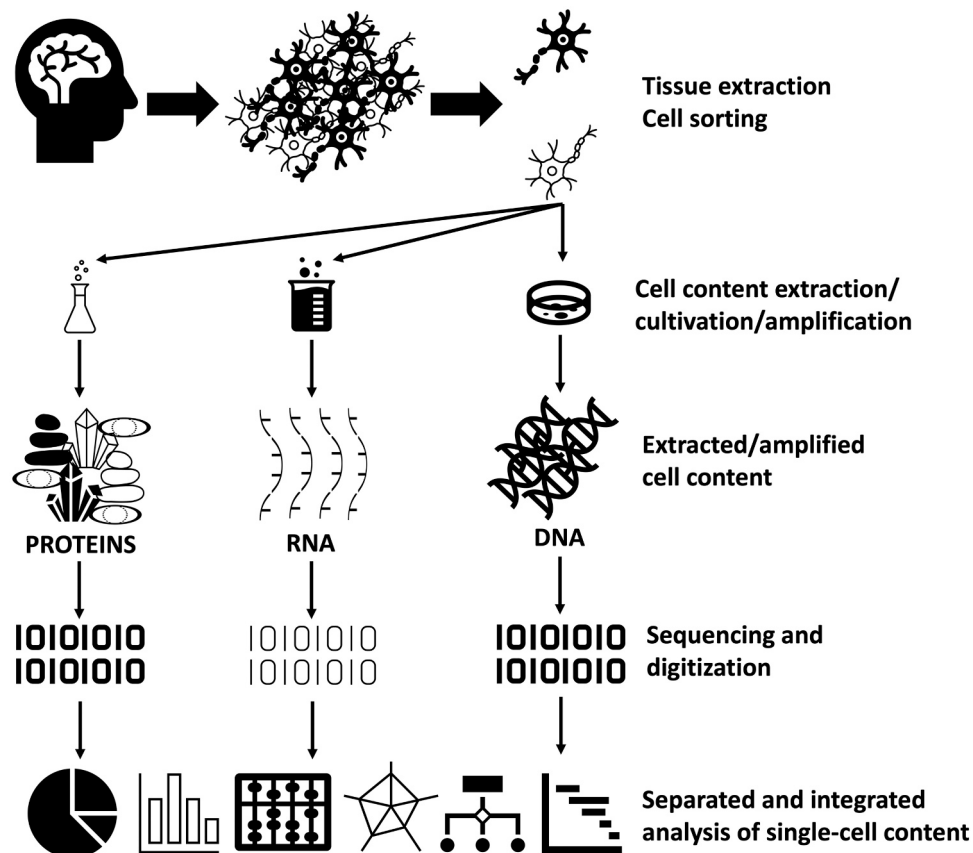 Tissue extraction
Cell sorting
Cell content extraction/
cultivation/amplification
Extracted/amplified
cell content
PROTEINS
RNA
DNA
IOIOIOIO
IOIOIOIO
IOIOIOIO
IOIOIOIO
IOIOIOIO
IOIOIOIO
Sequencing and
digitization
Separated and integrated
analysis of single-cell content